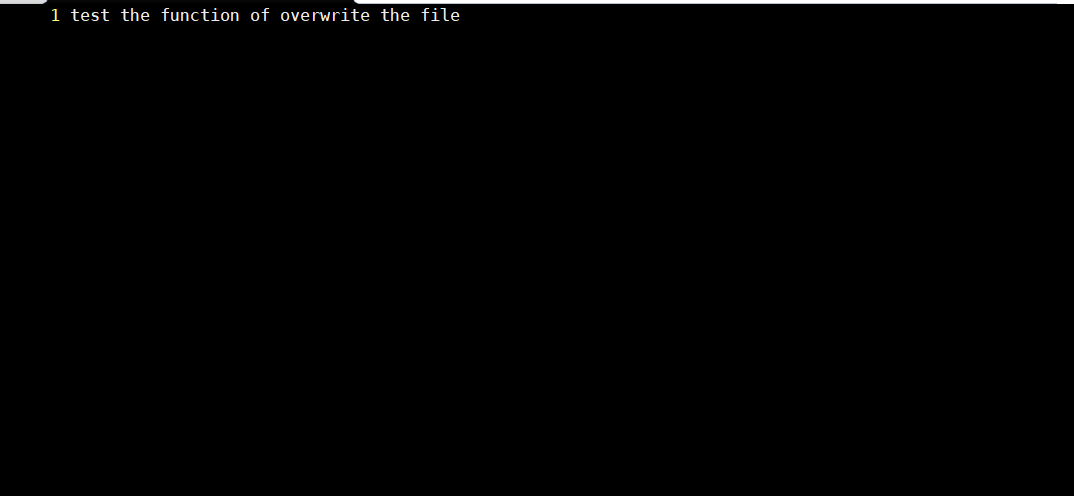 1 test the function of overwrite the file